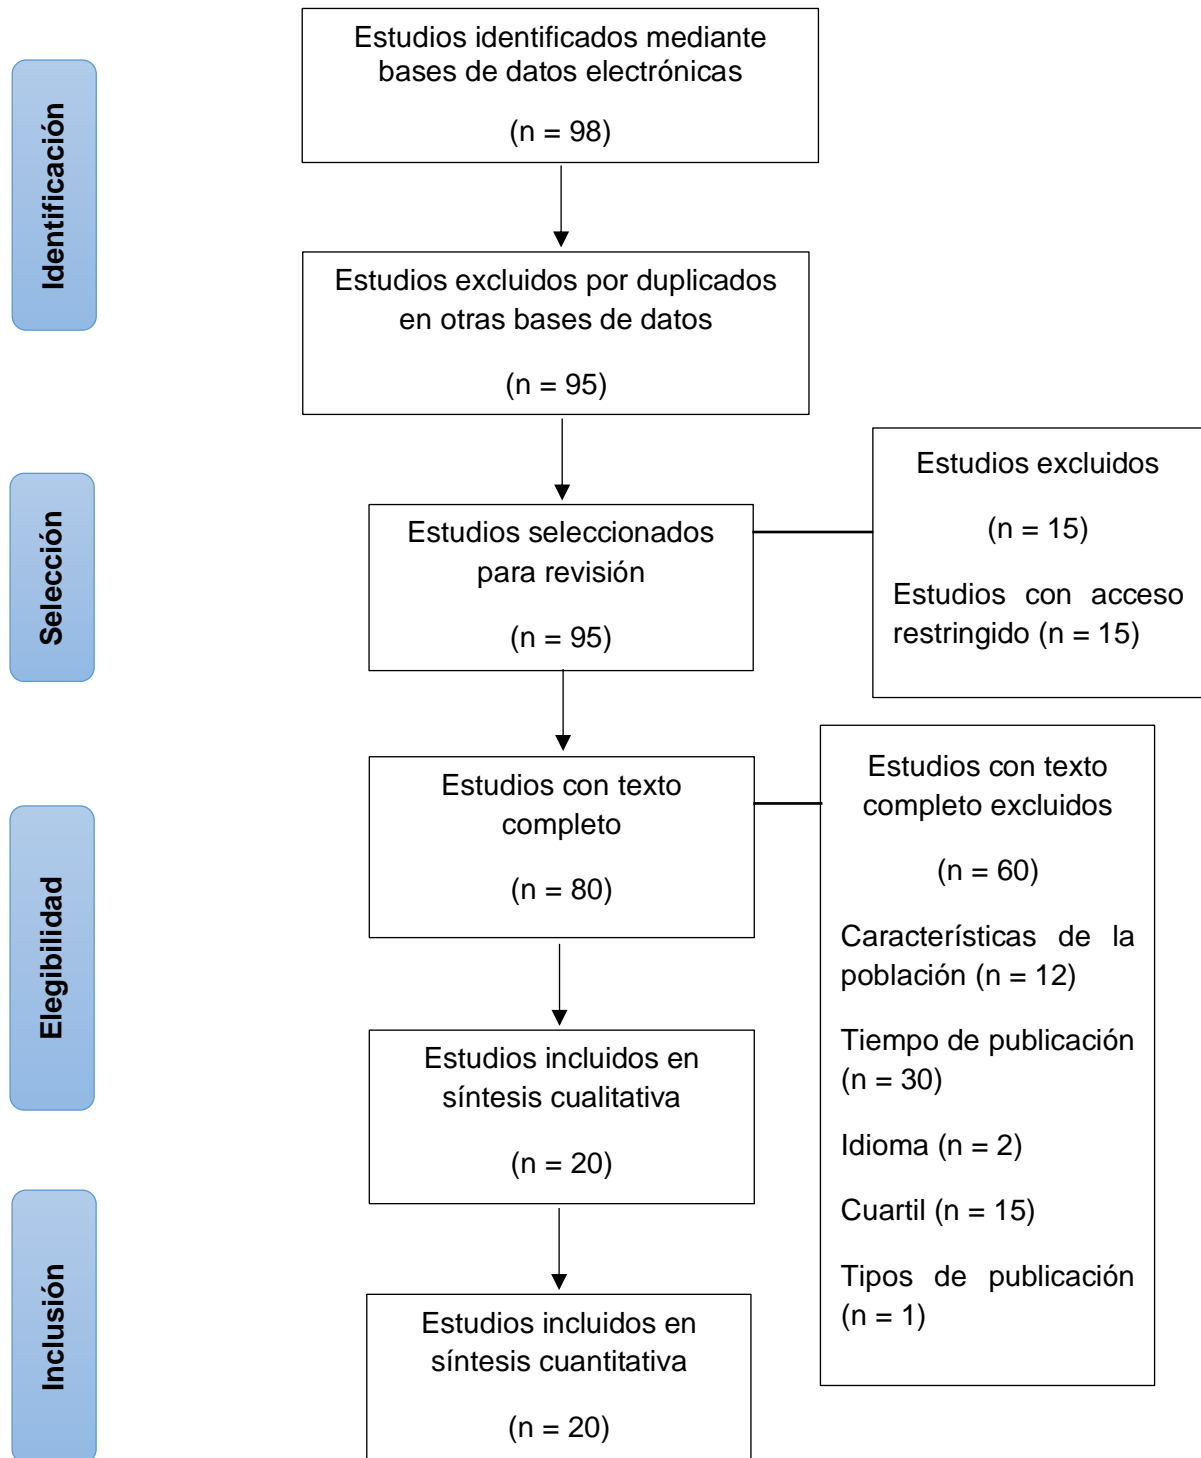 Identificación
Estudios identificados mediante
bases de datos electrónicas
(n = 98)
Estudios excluidos por duplicados
en otras bases de datos
(n = 95)
Selección
Estudios seleccionados
para revisión
(n = 95)
Estudios excluidos
(n = 15)
Estudios con acceso
restringido (n = 15)
Elegibilidad
Estudios con texto
completo
(n = 80)
Estudios con texto
completo excluidos
(n = 60)
Características de la
población (n = 12)
Tiempo de publicación
(n = 30)
Idioma (n = 2)
Cuartil (n = 15)
Tipos de publicación
(n = 1)
Estudios incluidos en
síntesis cualitativa
(n = 20)
Inclusión
Estudios incluidos en
síntesis cuantitativa
(n = 20)